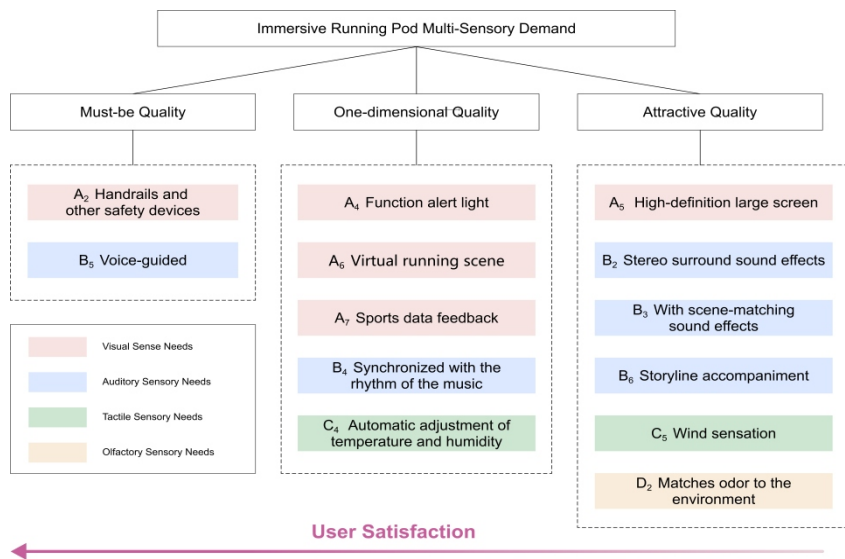 Immersive Running Pod Multi-Sensory Demand
Must-be Quality
One-dimensional Quality
Attractive Quality
A2 Handrails and
other safety devices
B5 Voice-guided
A4 Function alert light
A6 Virtual running scene
A7 Sports data feedback
B4 Synchronized with the
rhythm of the music
C4 Automatic adjustment of
temperature and humidity
A5 High-definition large screen
B2 Stereo surround sound effects
B3 With scene-matching
sound effects
B6 Storyline accompaniment
C5 Wind sensation
D2 Matches odor to the
environment
Visual Sense Needs
Auditory Sensory Needs
Tactile Sensory Needs
Olfactory Sensory Needs
User Satisfaction